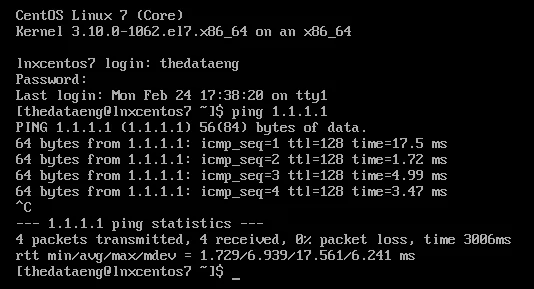 CentOS Linux 7 (Core)
Kernel 3.10.0-1062.el7.x86_64 on an x86_64
lnxcentos7 login: thedataeng
Password:
Last login: Mon Feb 24 17:38:20 on tty1
[thedataeng@lnxcentos7 ~]$ ping 1.1.1.1
PING 1.1.1.1 (1.1.1.1) 56(84) bytes of data.
64 bytes from 1.1.1.1: icmp_seq=1 ttl=128 time=17.5 ms
64 bytes from 1.1.1.1: icmp_seq=2 ttl=128 time=1.72 ms
64 bytes from 1.1.1.1: icmp_seq=3 ttl=128 time=4.99 ms
64 bytes from 1.1.1.1: icmp_seq=4 ttl=128 time=3.47 ms
^C
--- 1.1.1.1 ping statistics ---
4 packets transmitted, 4 received, 0% packet loss, time 3006ms
rtt min/avg/max/mdev = 1.729/6.939/17.561/6.241 ms
[thedataeng@lnxcentos7 ~]$ _